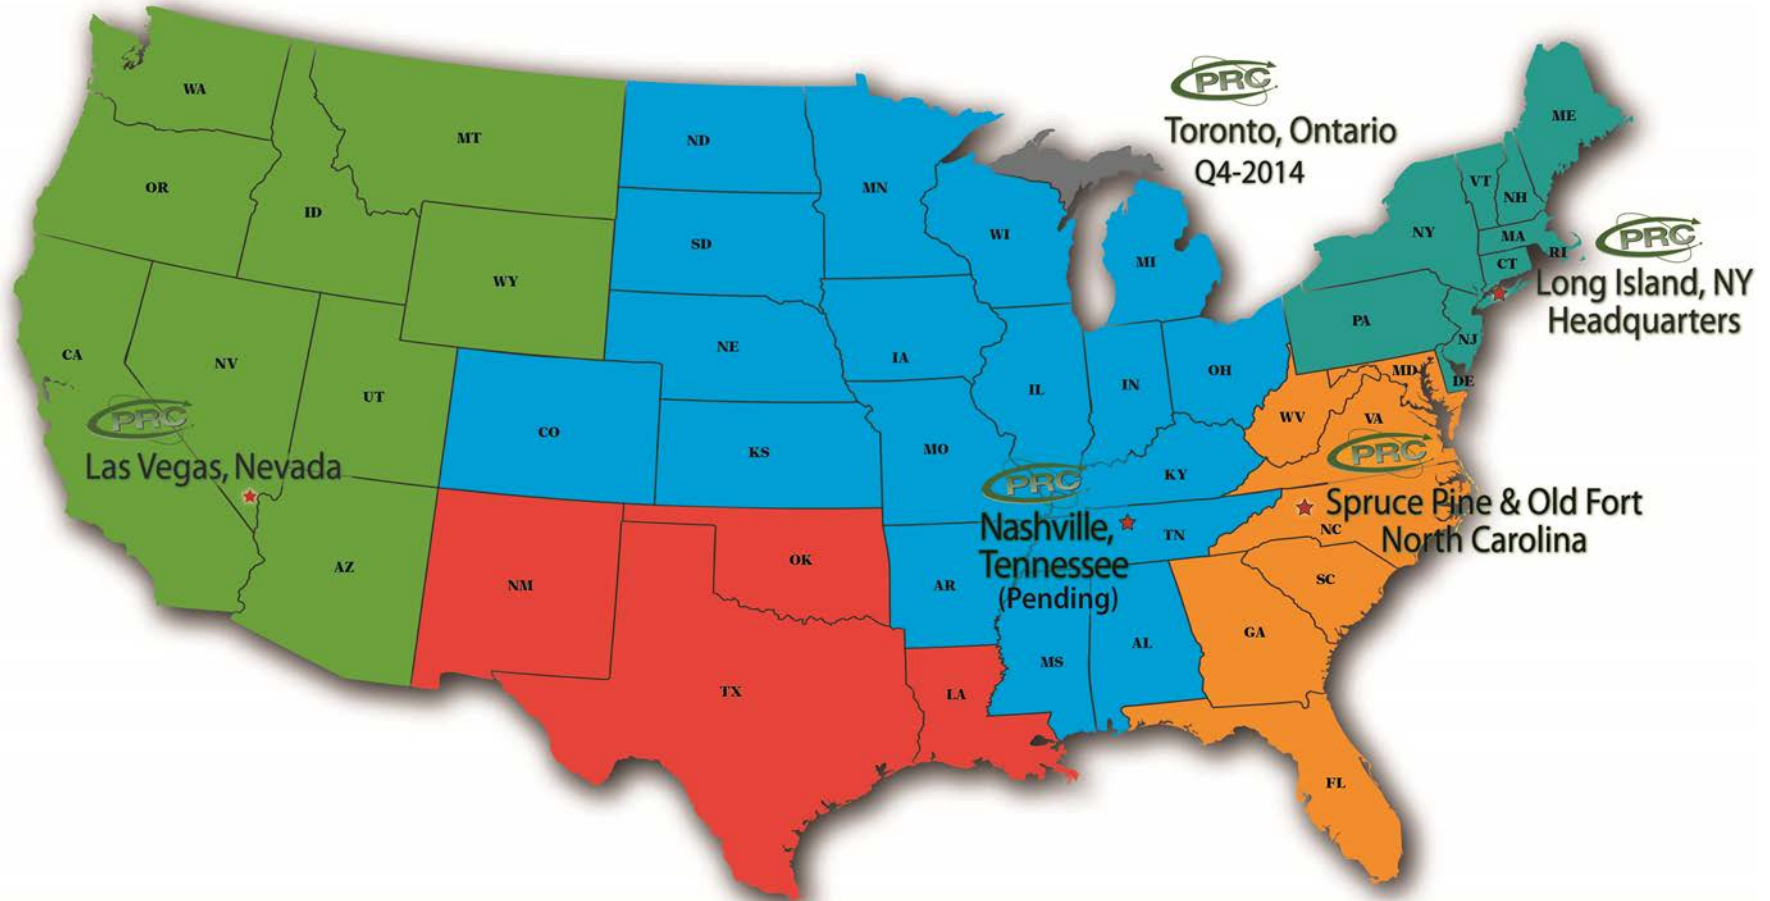 PRC
Toronto, Ontario
Q4-2014
PRC
Long Island, NY
Headquarters
PRC
Las Vegas, Nevada
PRC
Nashville,
Tennessee
(Pending)
PRC
Spruce Pine & Old Fort
North Carolina
WA
OR
ID
MT
WY
CA
NV
UT
AZ
ND
SD
NE
CO
KS
MN
IA
MO
AR
WI
IL
MI
IN
OH
KY
TN
MS
AL
NM
OK
TX
LA
ME
VT
NH
NY
MA
RI
CT
PA
NJ
DE
MD
WV
VA
NC
SC
GA
FL